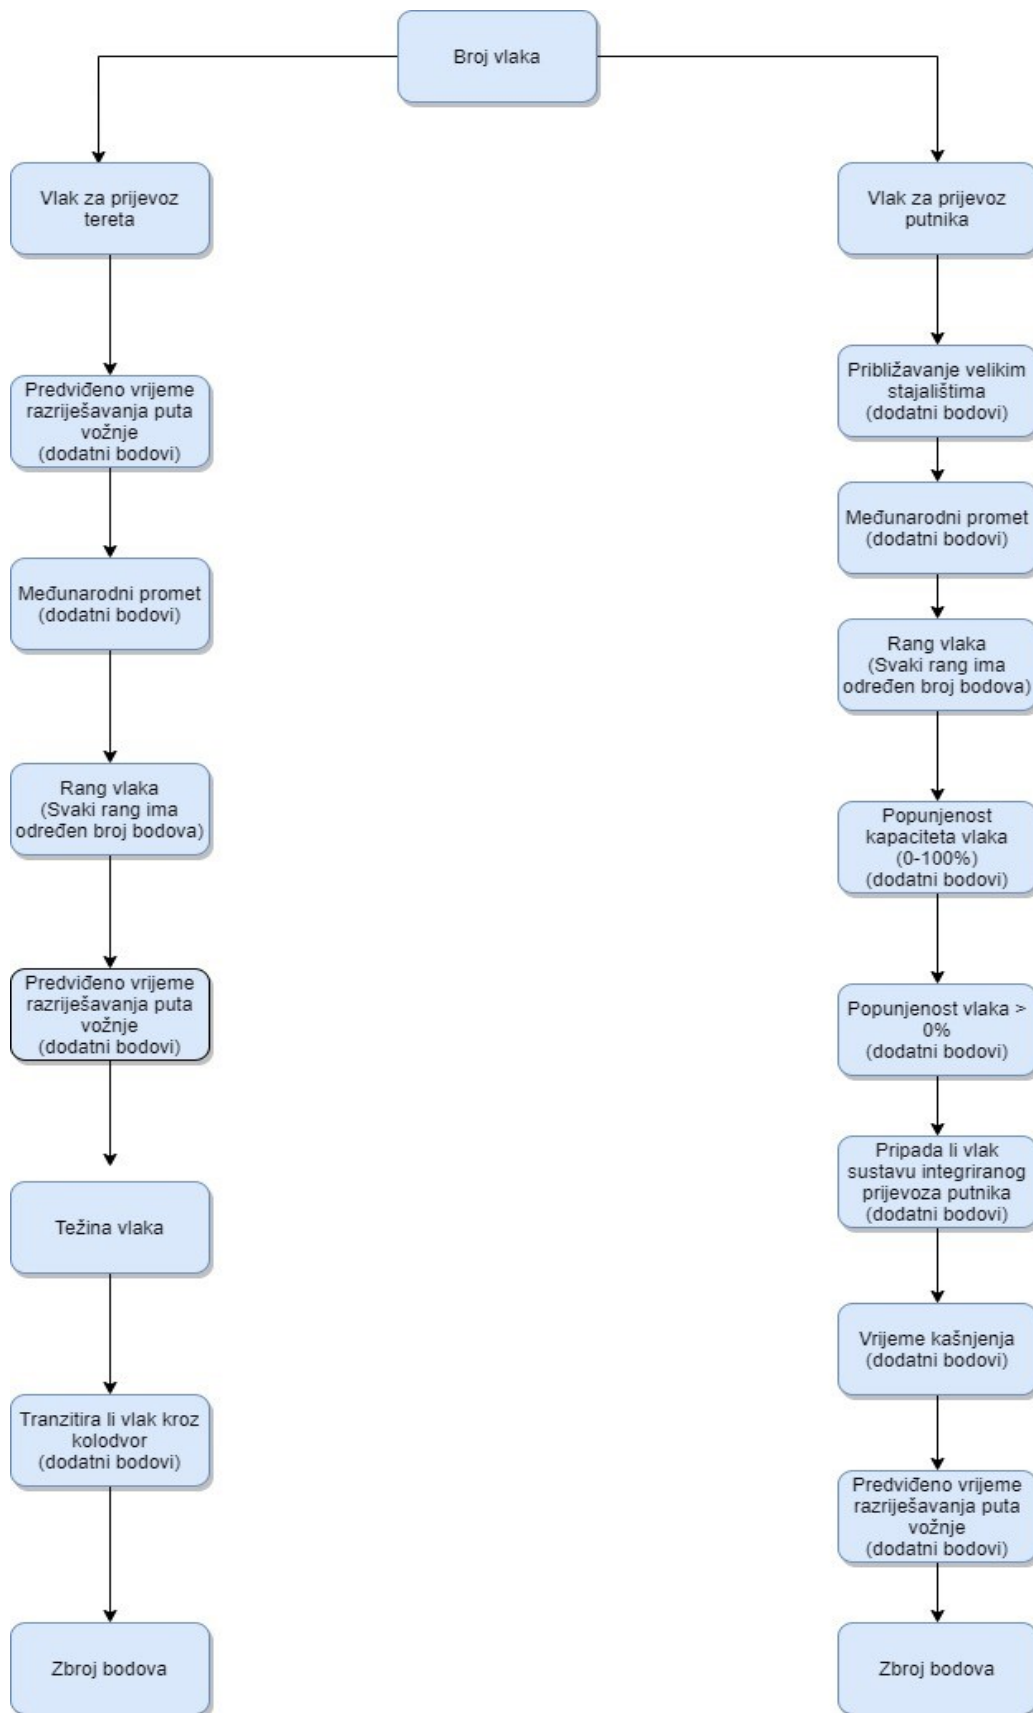 Broj vlaka
Vlak za prijevoz
tereta
Predviđeno vrijeme
razriješavanja puta
vožnje
(dodatni bodovi)
Međunarodni promet
(dodatni bodovi)
Rang vlaka
(Svaki rang ima
određen broj bodova)
Predviđeno vrijeme
razriješavanja puta
vožnje
(dodatni bodovi)
Težina vlaka
Tranzitira li vlak kroz
kolodvor
(dodatni bodovi)
Zbroj bodova
Vlak za prijevoz
putnika
Približavanje velikim
stajalištima
(dodatni bodovi)
Međunarodni promet
(dodatni bodovi)
Rang vlaka
(Svaki rang ima
određen broj bodova)
Popunjenost
kapaciteta vlaka
(0-100%)
(dodatni bodovi)
Popunjenost vlaka >
0%
(dodatni bodovi)
Pripada li vlak
sustavu integriranog
prijevoza putnika
(dodatni bodovi)
Vrijeme kašnjenja
(dodatni bodovi)
Predviđeno vrijeme
razriješavanja puta
vožnje
(dodatni bodovi)
Zbroj bodova